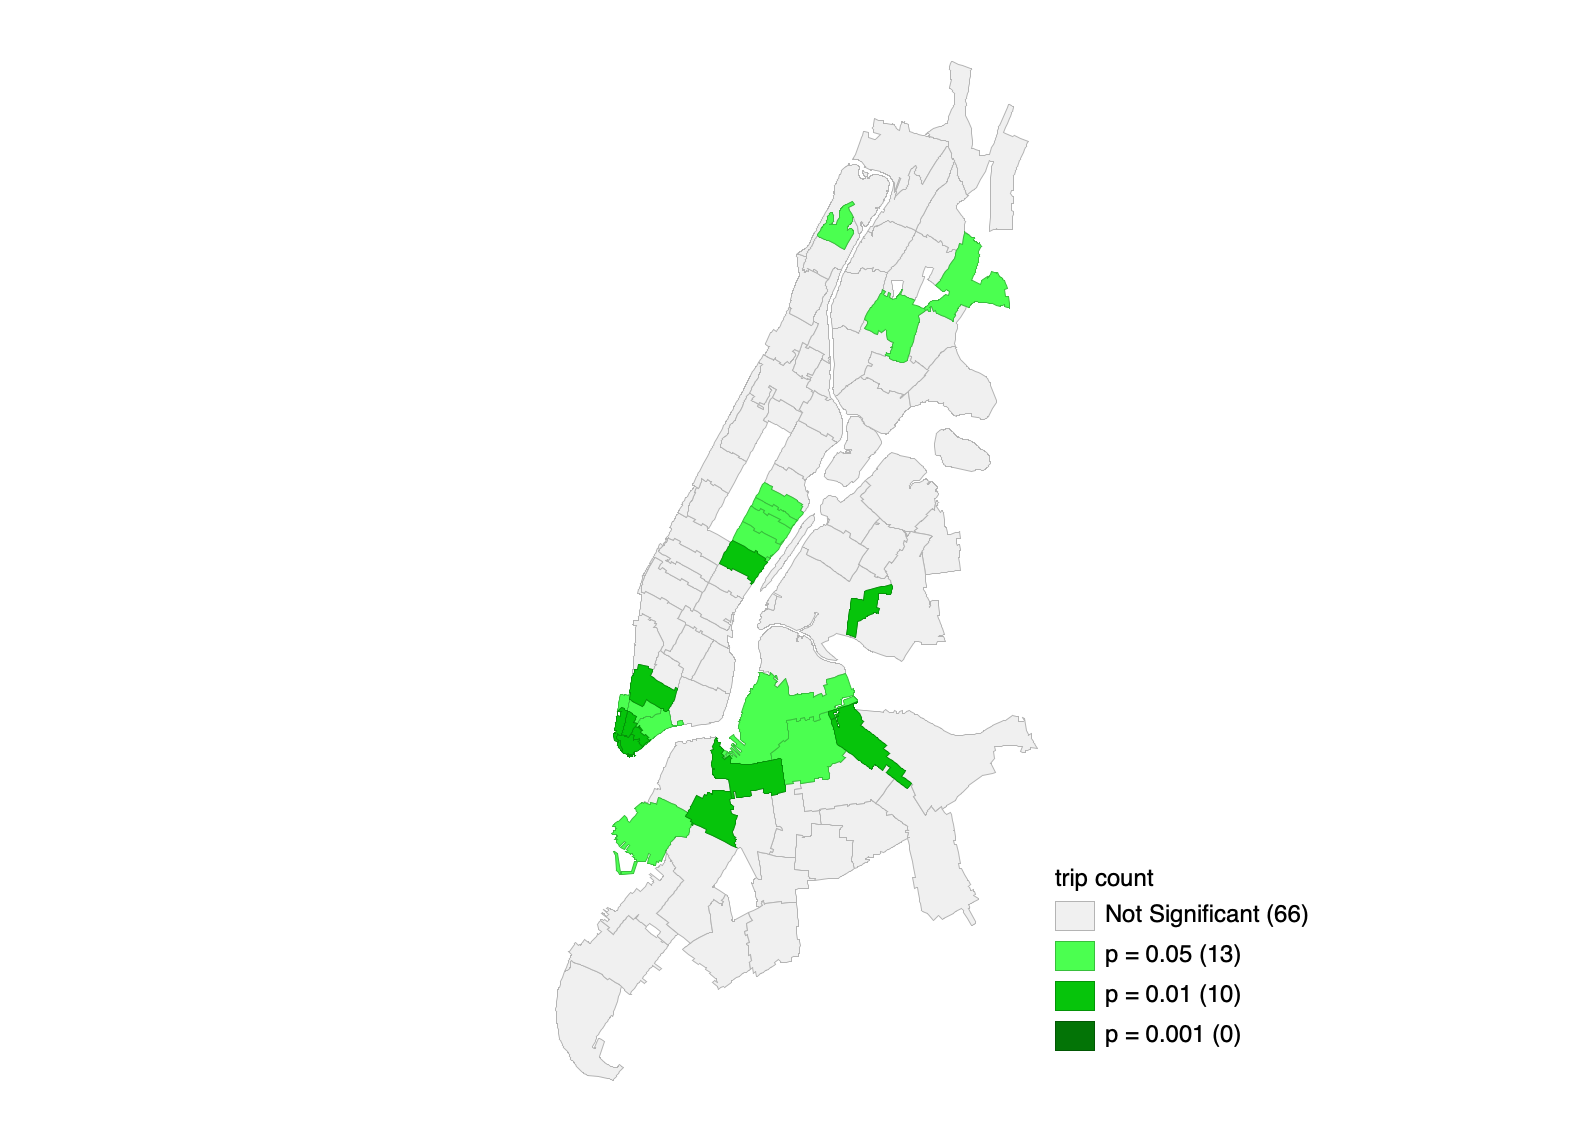 trip count
Not Significant (66)
p = 0.05 (13)
p = 0.01 (10)
p = 0.001 (0)